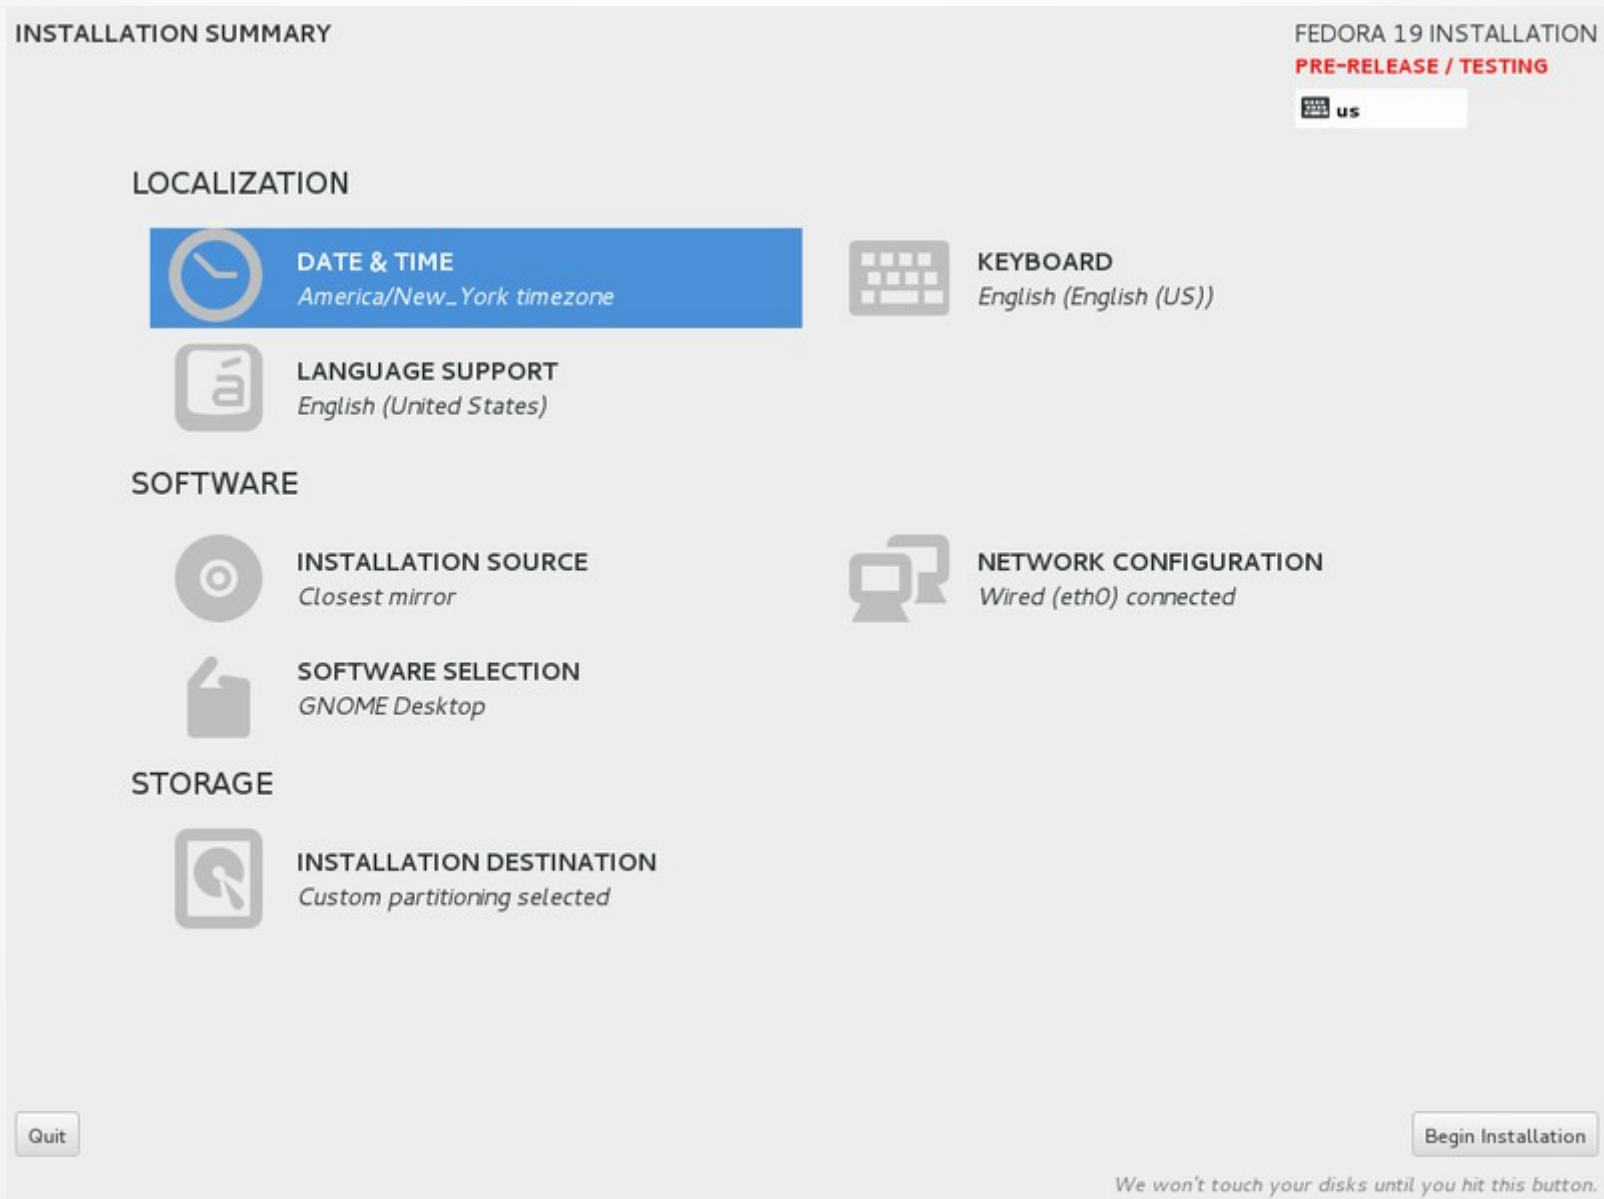 INSTALLATION SUMMARY
FEDORA 19 INSTALLATION
PRE-RELEASE / TESTING
us
LOCALIZATION
DATE & TIME
America/New_York timezone
KEYBOARD
English (English (US))
á
LANGUAGE SUPPORT
English (United States)
SOFTWARE
INSTALLATION SOURCE
Closest mirror
NETWORK CONFIGURATION
Wired (eth0) connected
SOFTWARE SELECTION
GNOME Desktop
STORAGE
INSTALLATION DESTINATION
Custom partitioning selected
Quit
Begin Installation
We won't touch your disks until you hit this button.